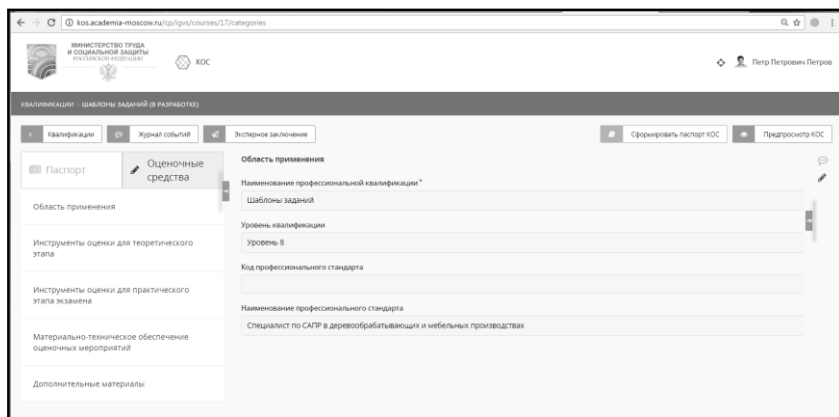 kos.academia-moscow.ru/cp/igvs/courses/17/categories
МИНИСТЕРСТВО ТРУДА
И СОЦИАЛЬНОЙ ЗАЩИТЫ
РОССИЙСКОЙ ФЕДЕРАЦИИ
КОС
Петр Петрович Петров
КВАЛИФИКАЦИИ · ШАБЛОНЫ ЗАДАНИЙ (В РАЗРАБОТКЕ)
Квалификации
Журнал событий
Экспертное заключение
Сформировать паспорт КОС
Предпросмотр КОС
Паспорт
Оценочные
средства
Область применения
Инструменты оценки для теоретического
этапа
Инструменты оценки для практического
этапа экзамена
Материально-техническое обеспечение
оценочных мероприятий
Дополнительные материалы
Область применения
Наименование профессиональной квалификации *
Шаблоны заданий
Уровень квалификации
Уровень 8
Код профессионального стандарта
Наименование профессионального стандарта
Специалист по САПР в деревообрабатывающих и мебельных производствах